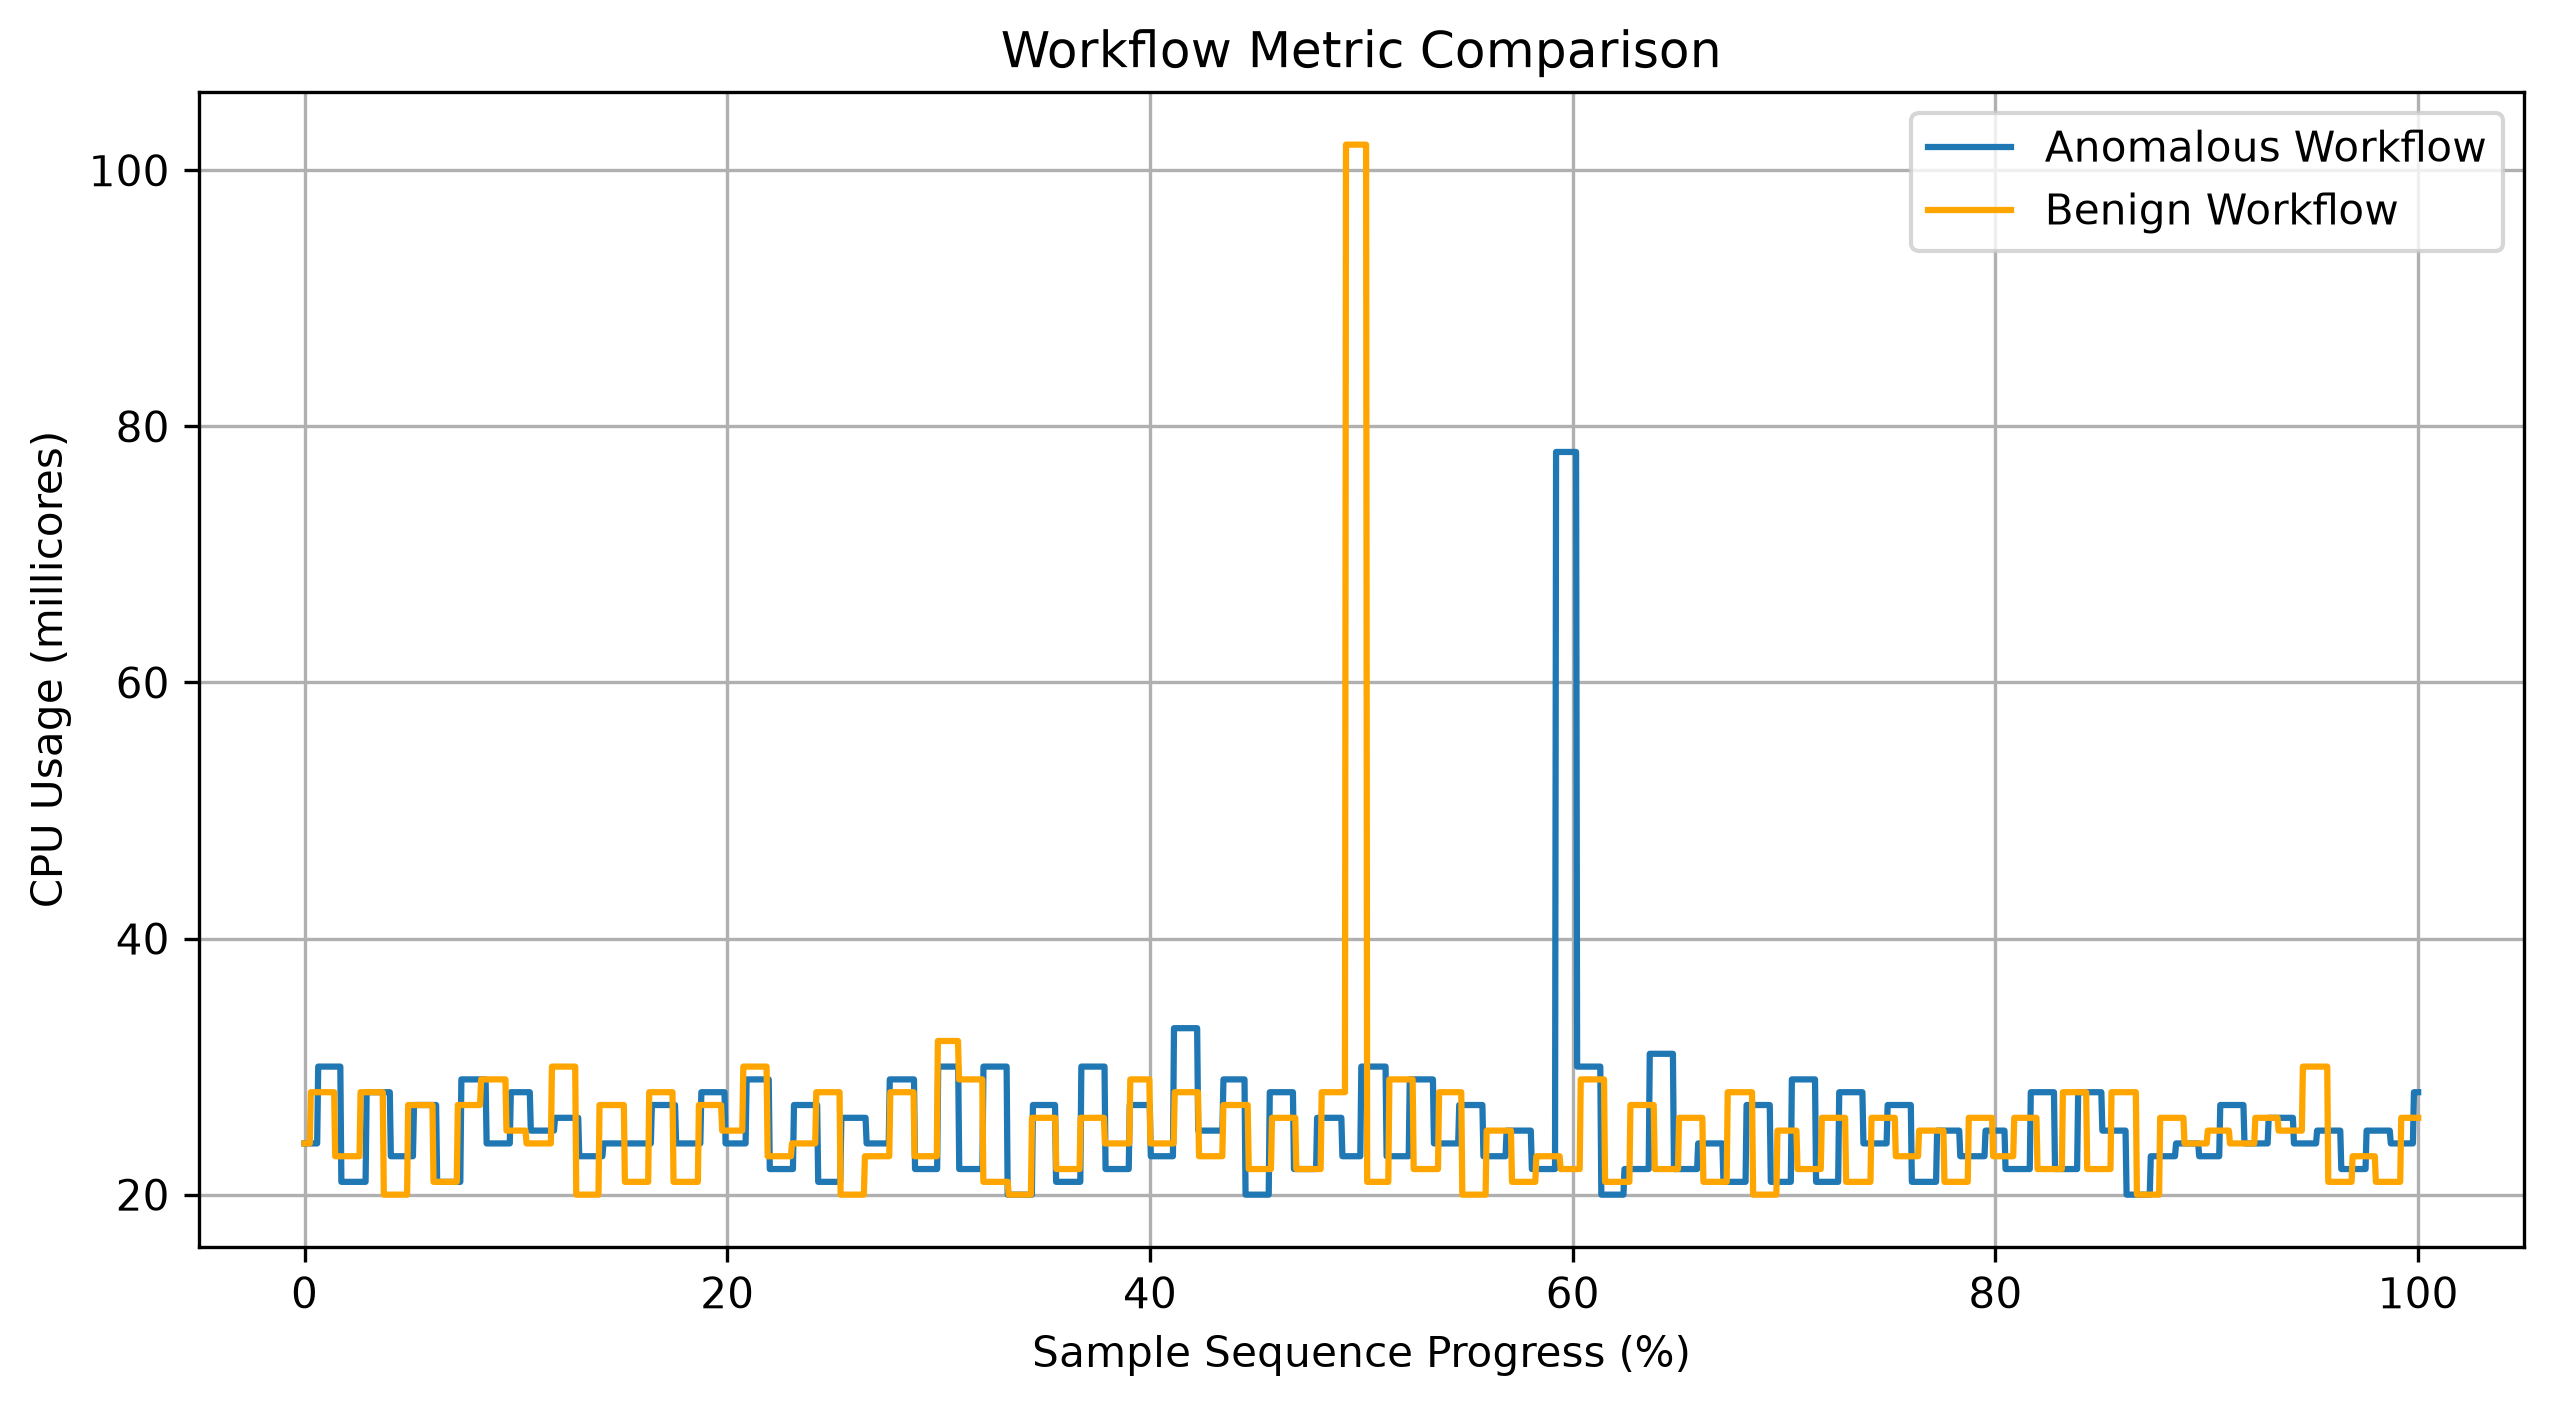 Workflow Metric Comparison
Anomalous Workflow
Benign Workflow
CPU Usage (millicores)
100
80
60
40
20
0 20 40 60 80 100
Sample Sequence Progress (%)